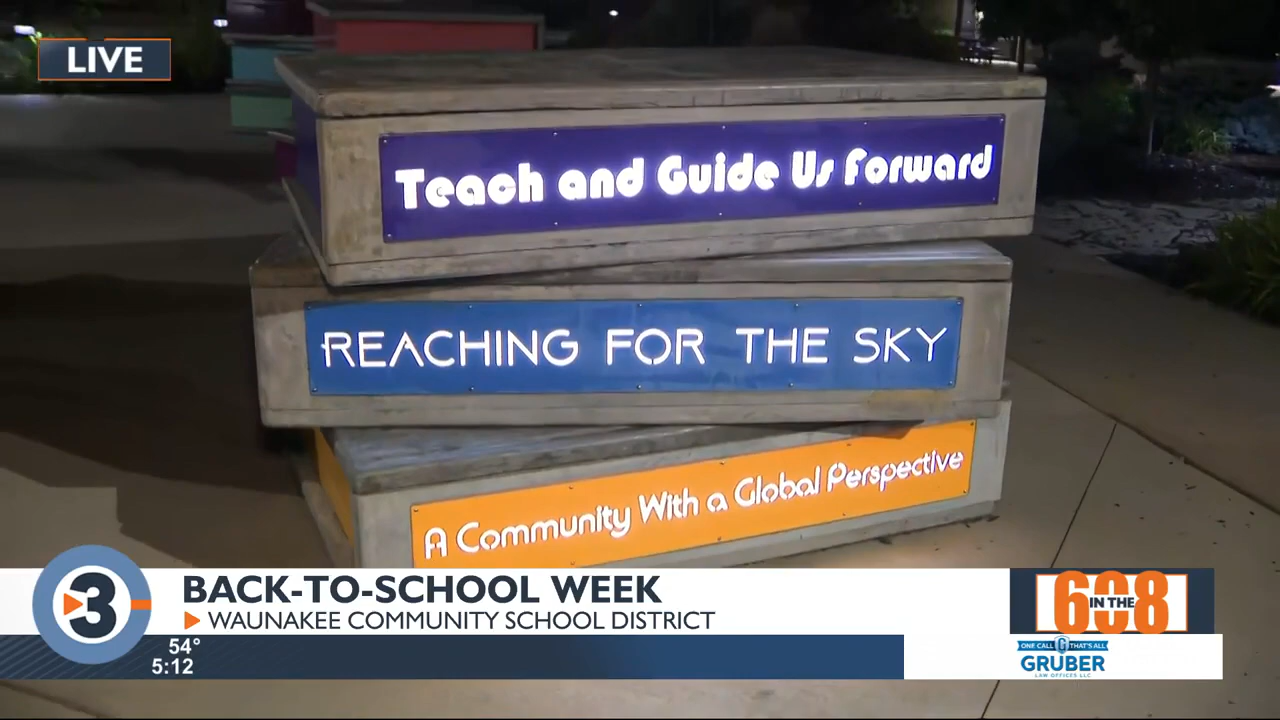 LIVE
Teach and Guide Us Forward
REACHING FOR THE SKY
A Community With a Global Perspective
3
BACK-TO-SCHOOL WEEK
WAUNAKEE COMMUNITY SCHOOL DISTRICT
54°
5:12
608
IN THE
ONE CALL G THAT'S ALL
GRUBER
LAW OFFICES LLC